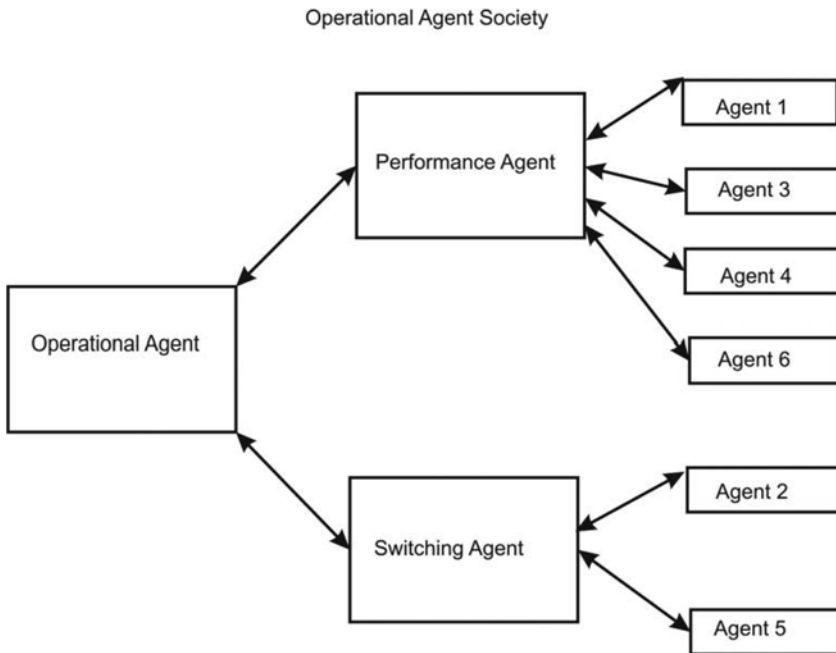 Operational Agent Society
Performance Agent
Agent 1
Agent 3
Agent 4
Agent 6
Operational Agent
Switching Agent
Agent 2
Agent 5